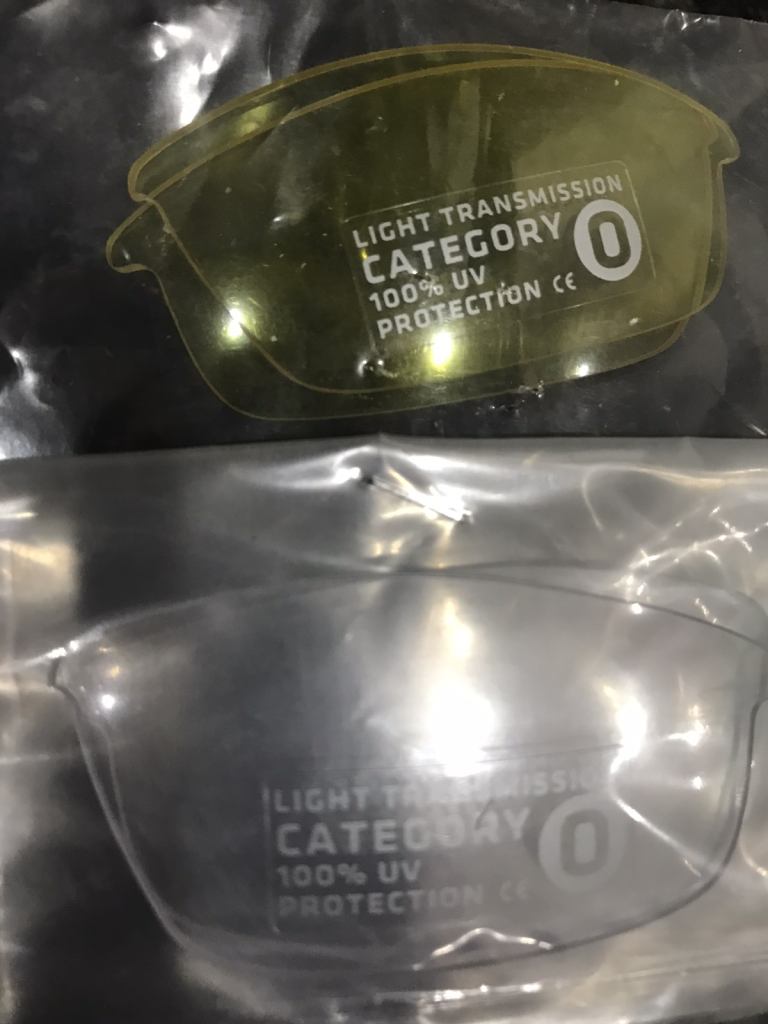 LIGHT TRANSMISSION
CATEGORY 0
100% UV
PROTECTION CE
LIGHT TRANSMISSION
CATEGORY 0
100% UV
PROTECTION CE